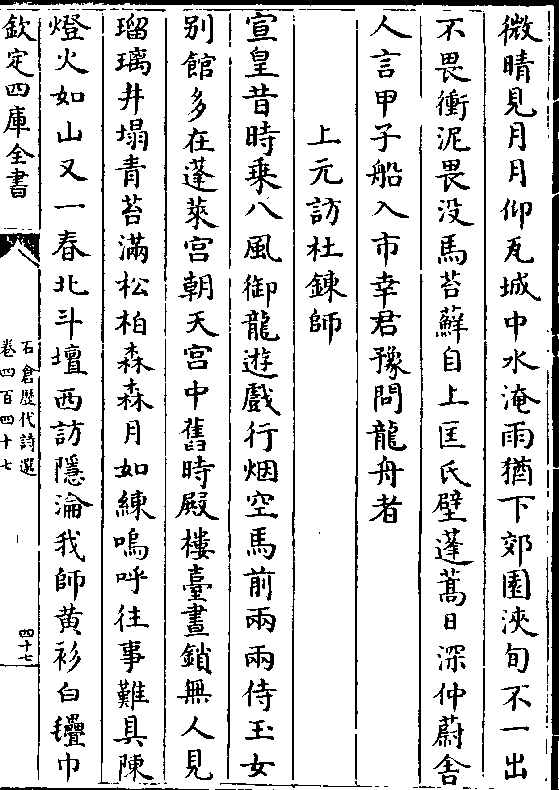 微晴見月月仰瓦城中水淹雨猶下郊園浹旬不一出
不畏衝泥畏没馬苔蘚自上匡氏壁蓬蒿日深仲蔚舍
人言甲子船入市幸君豫問龍舟者
上元訪杜鍊師
宣皇昔時乗八風御龍遊戲行烟空馬前兩兩侍玉女
别館多在蓬萊宫朝天宫中舊時殿樓臺晝鎖無人見
瑠璃井塌青苔滿松柏森森月如練嗚呼往事難具陳
燈火如山又一春北斗壇西訪隱淪我師黄衫白㲲巾
欽定四庫全書
石倉歴代詩選
卷四百四十七
四十七